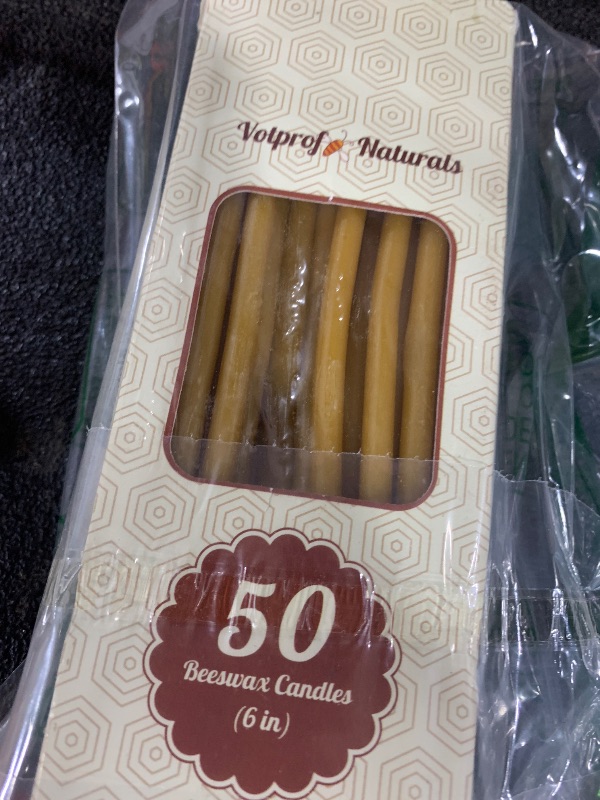 Volprof Naturals
50
Beeswax Candles
(6 in)